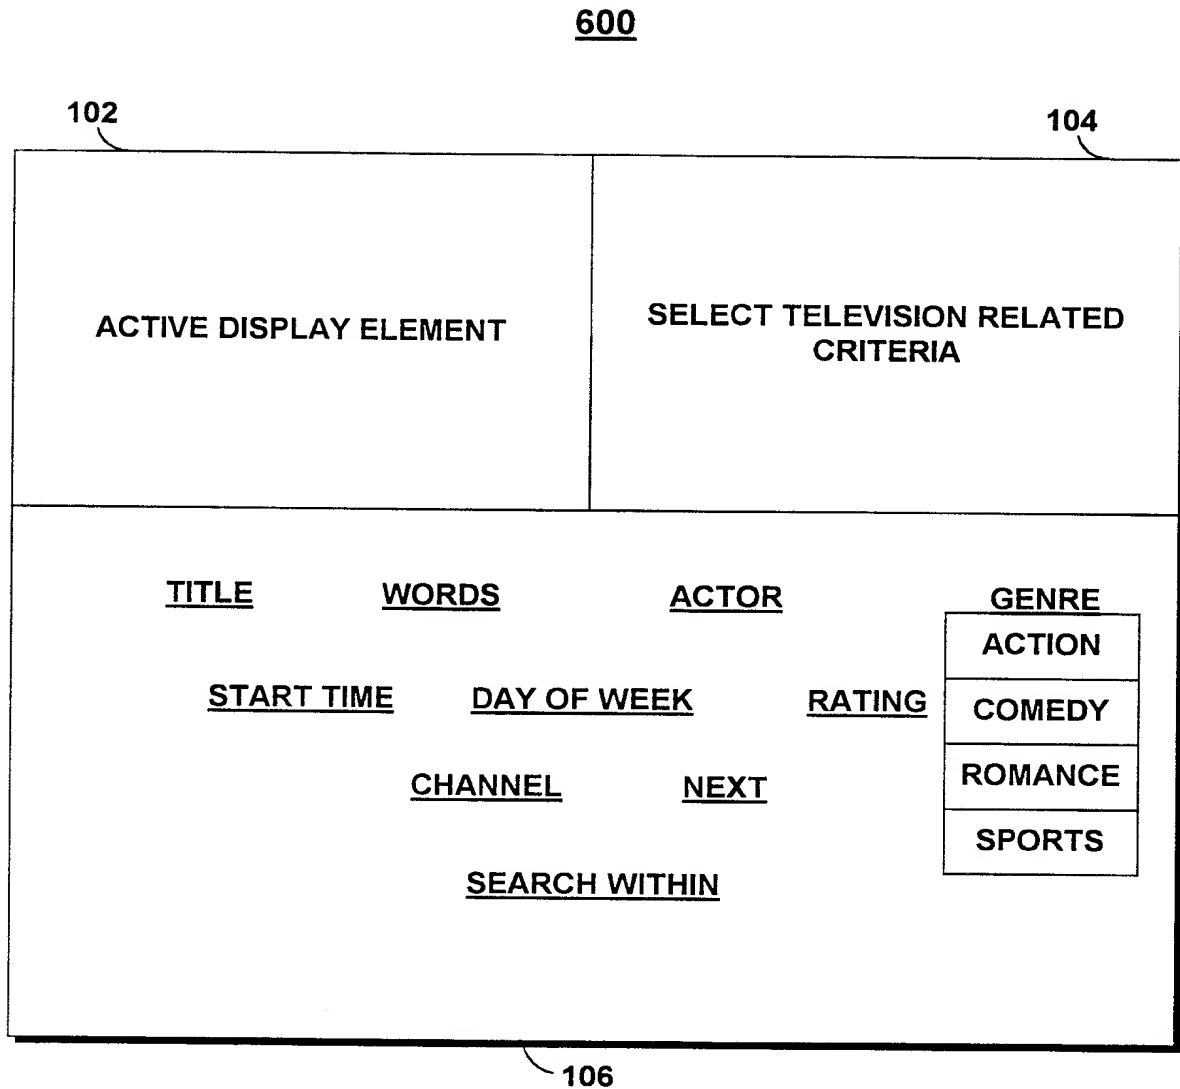 600
102
104
ACTIVE DISPLAY ELEMENT
SELECT TELEVISION RELATED
CRITERIA
TITLE
WORDS
ACTOR
GENRE
ACTION
START TIME
DAY OF WEEK
RATING
COMEDY
CHANNEL
NEXT
ROMANCE
SPORTS
SEARCH WITHIN
106